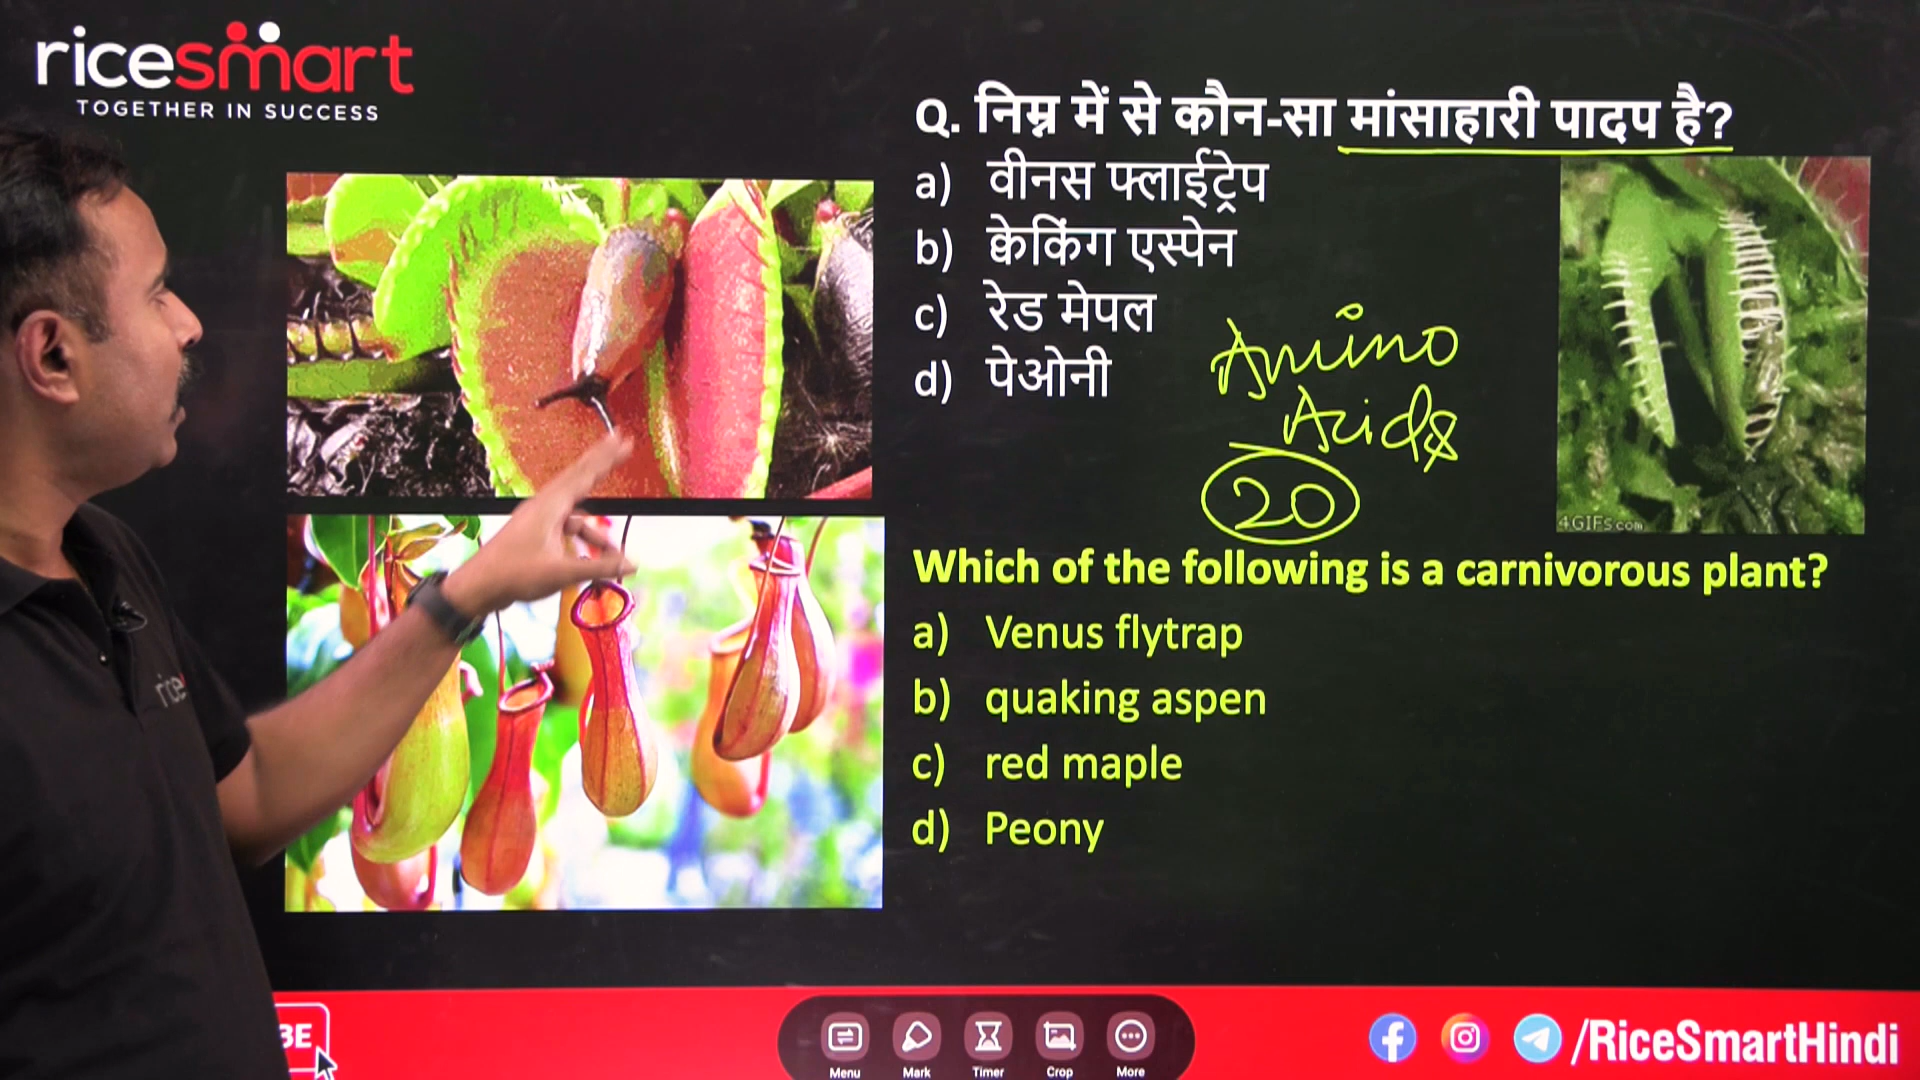 ricesmart
TOGETHER IN SUCCESS
Q. निम्न में से कौन-सा मांसाहारी पादप है?
a) वीनस फ्लाईट्रेप
b) क्वेकिंग एस्पेन
c) रेड मेपल
d) पेओनी
Amino
Acids
20
4GIFs.com
Which of the following is a carnivorous plant?
a) Venus flytrap
b) quaking aspen
c) red maple
d) Peony
rice
BE
Menu
Mark
Timer
Crop
More
/RiceSmartHindi